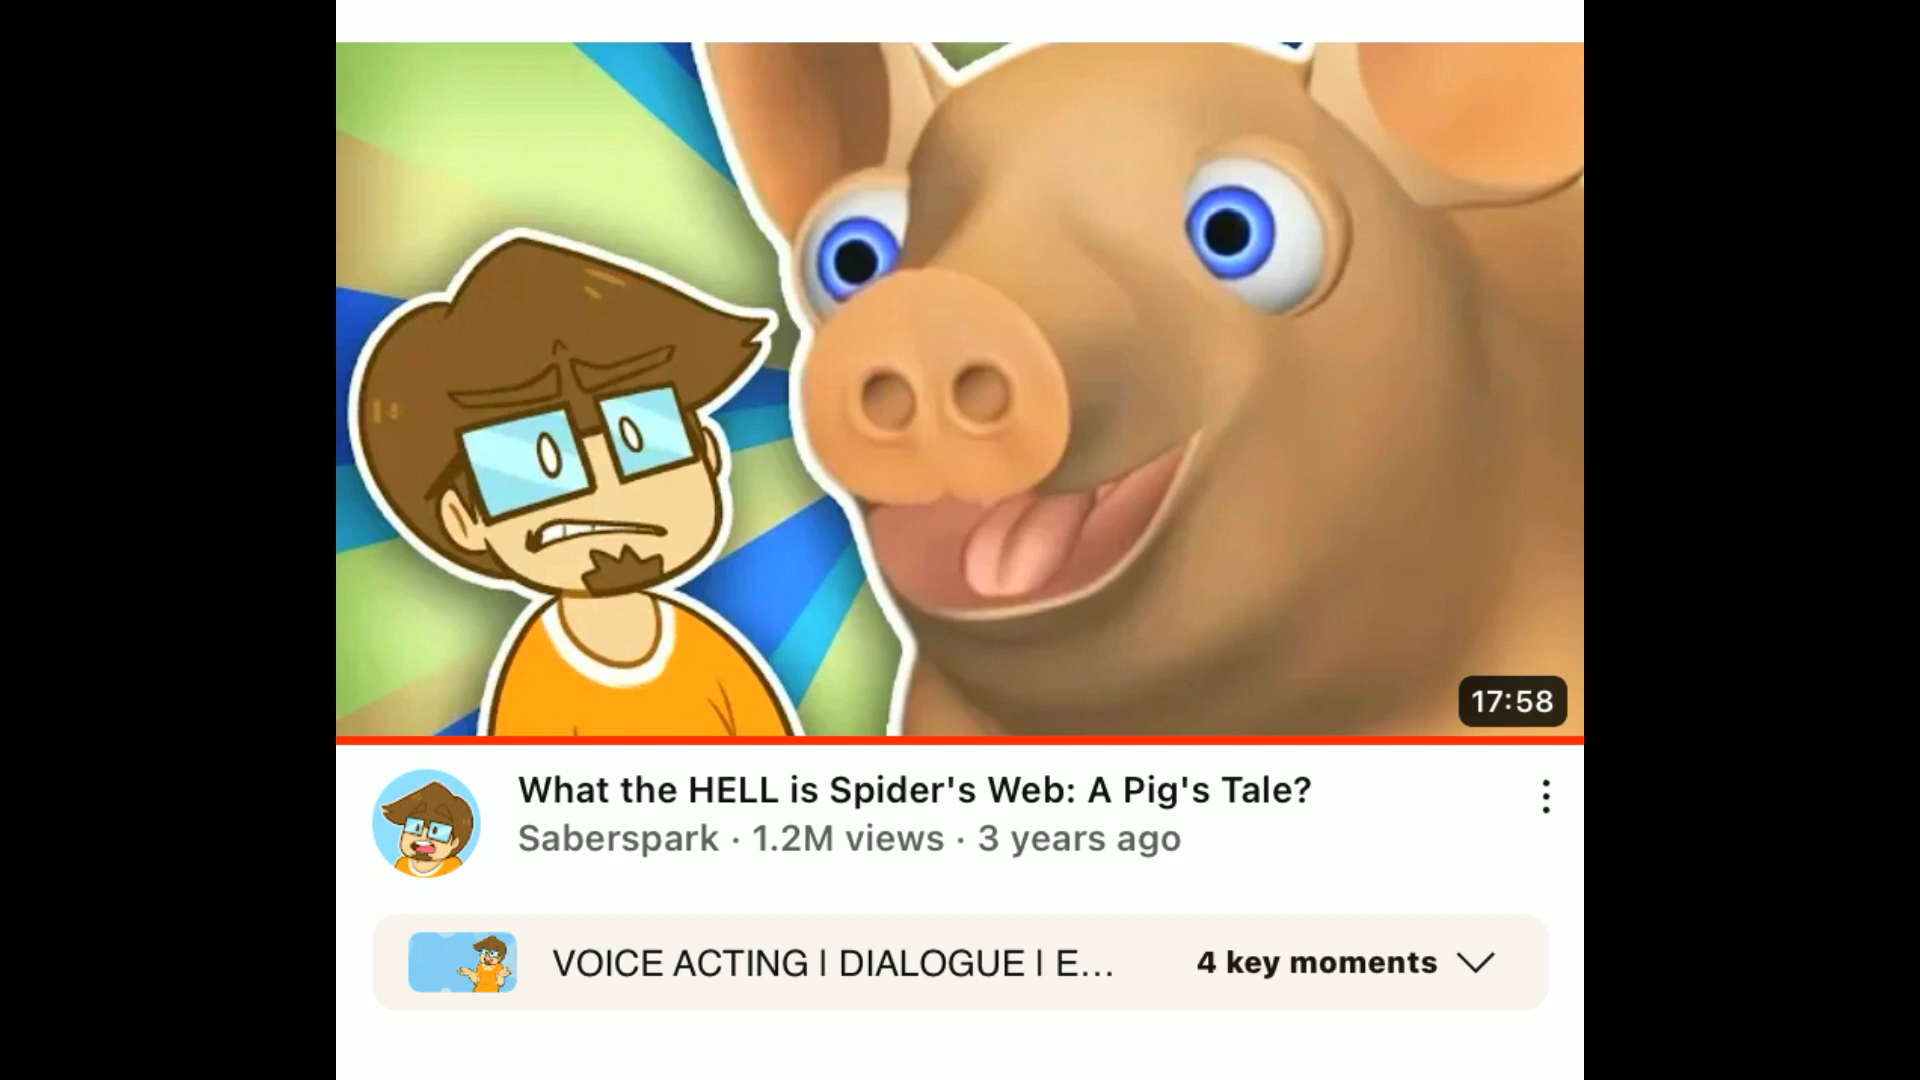 17:58
What the HELL is Spider's Web: A Pig's Tale?
Saberspark · 1.2M views · 3 years ago
VOICE ACTING | DIALOGUE | E... 4 key moments